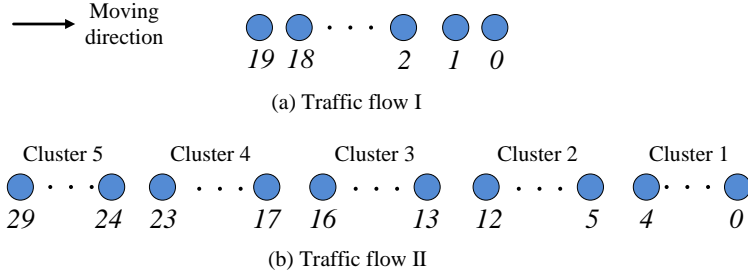 Moving
direction
19 18 · · · 2 1 0
(a) Traffic flow I
Cluster 5 Cluster 4 Cluster 3 Cluster 2 Cluster 1
· · · · · · · · · · · · · · ·
29 24 23 17 16 13 12 5 4 0
(b) Traffic flow II